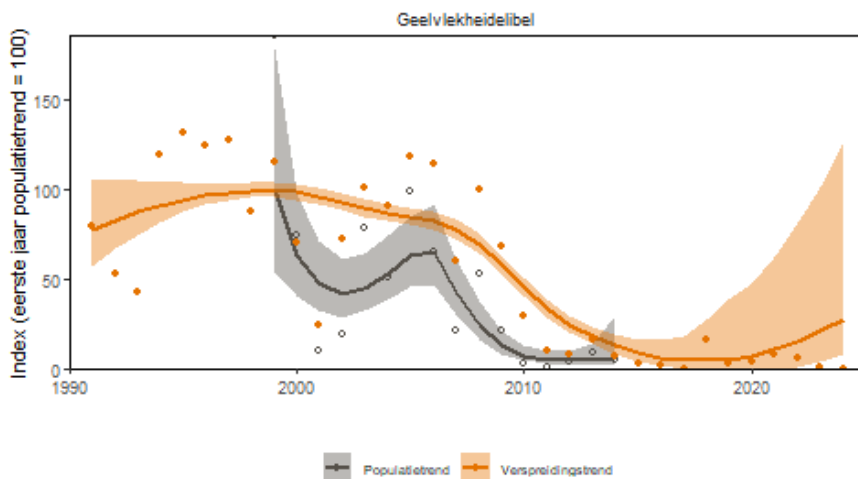 Geelvlekheidelibel
Index (eerste jaar populatietrend = 100)
150
100
50
0
1990
2000
2010
2020
Populatietrend
Verspreidingstrend